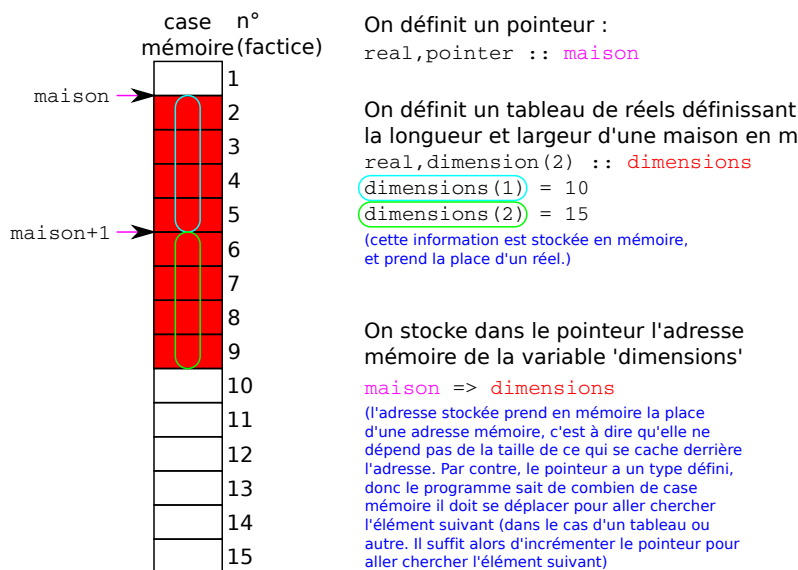 case n°
mémoire (factice)
1
maison
2
3
4
5
maison+1
6
7
8
9
10
11
12
13
14
15
On définit un pointeur :
real,pointer :: maison
On définit un tableau de réels définissant
la longueur et largeur d'une maison en m
real,dimension(2) :: dimensions
dimensions(1) = 10
dimensions(2) = 15
(cette information est stockée en mémoire,
et prend la place d'un réel.)
On stocke dans le pointeur l'adresse
mémoire de la variable 'dimensions'
maison => dimensions
(l'adresse stockée prend en mémoire la place
d'une adresse mémoire, c'est à dire qu'elle ne
dépend pas de la taille de ce qui se cache derrière
l'adresse. Par contre, le pointeur a un type défini,
donc le programme sait de combien de case
mémoire il doit se déplacer pour aller chercher
l'élément suivant (dans le cas d'un tableau ou
autre. Il suffit alors d'incrémenter le pointeur pour
aller chercher l'élément suivant)